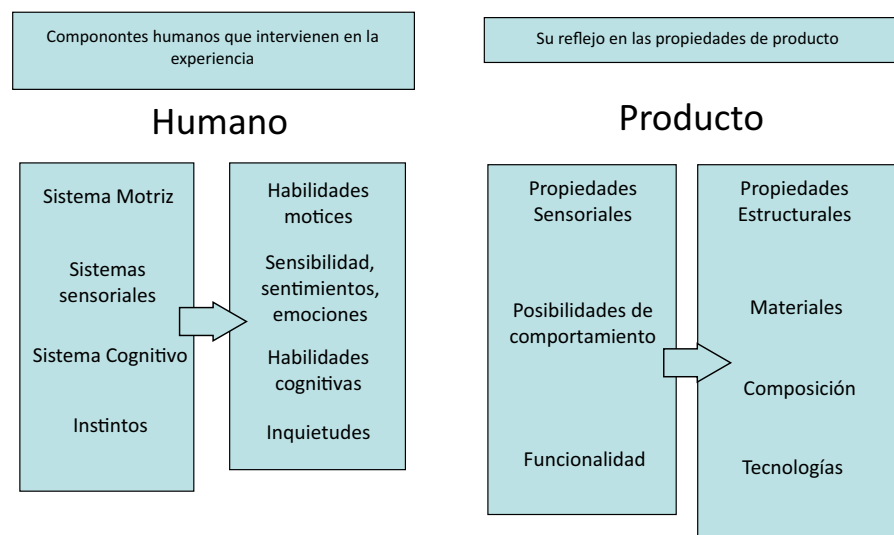 Componontes humanos que intervienen en la
experiencia
Su reflejo en las propiedades de producto
Humano
Producto
Sistema Motriz
Sistemas
sensoriales
Sistema Cognitivo
Instintos
Habilidades
motices
Sensibilidad,
sentimientos,
emociones
Habilidades
cognitivas
Inquietudes
Propiedades
Sensoriales
Posibilidades de
comportamiento
Funcionalidad
Propiedades
Estructurales
Materiales
Composición
Tecnologías